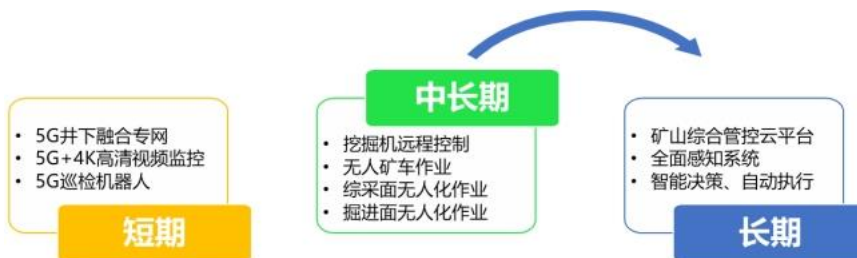 • 5G井下融合专网
• 5G+4K高清视频监控
• 5G巡检机器人
短期
中长期
• 挖掘机远程控制
• 无人矿车作业
• 综采面无人化作业
• 掘进面无人化作业
• 矿山综合管控云平台
• 全面感知系统
• 智能决策、自动执行
长期